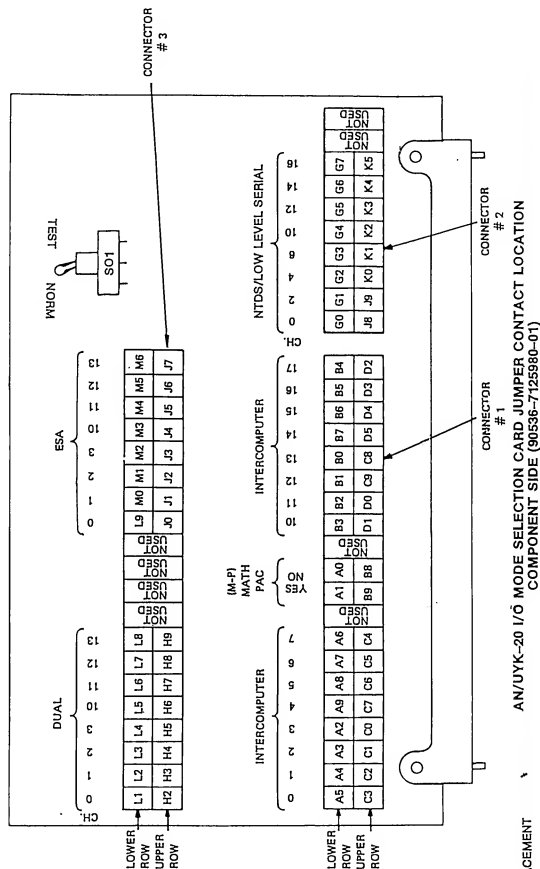 CONNECTOR
# 3
TEST
NORM
S01
DUAL
ESA
CH. 0 1 2 3 10 11 12 13 0 1 2 3 10 11 12 13
LOWER ROW L1 L2 L3 L4 L5 L6 L7 L8 NOT USED NOT USED NOT USED NOT USED L9 M0 M1 M2 M3 M4 M5 M6
UPPER ROW H2 H3 H4 H5 H6 H7 H8 H9 J0 J1 J2 J3 J4 J5 J6 J7
INTERCOMPUTER
(M-P) MATH PAC
INTERCOMPUTER
NTDS/LOW LEVEL SERIAL
0 1 2 3 4 5 6 7 YES NO 10 11 12 13 14 15 16 17 CH. 0 2 4 6 10 12 14 16
LOWER ROW A5 A4 A3 A2 A9 A8 A7 A6 NOT USED A1 A0 NOT USED B3 B2 B1 B0 B7 B6 B5 B4 G0 G1 G2 G3 G4 G5 G6 G7 NOT USED NOT USED
UPPER ROW C3 C2 C1 C0 C7 C6 C5 C4 B9 B8 D1 D0 C9 C8 D5 D4 D3 D2 J8 J9 K0 K1 K2 K3 K4 K5
CONNECTOR
# 1
CONNECTOR
# 2
AN/UYK-20 I/O MODE SELECTION CARD JUMPER CONTACT LOCATION
COMPONENT SIDE (90536-7125980-01)
CEMENT